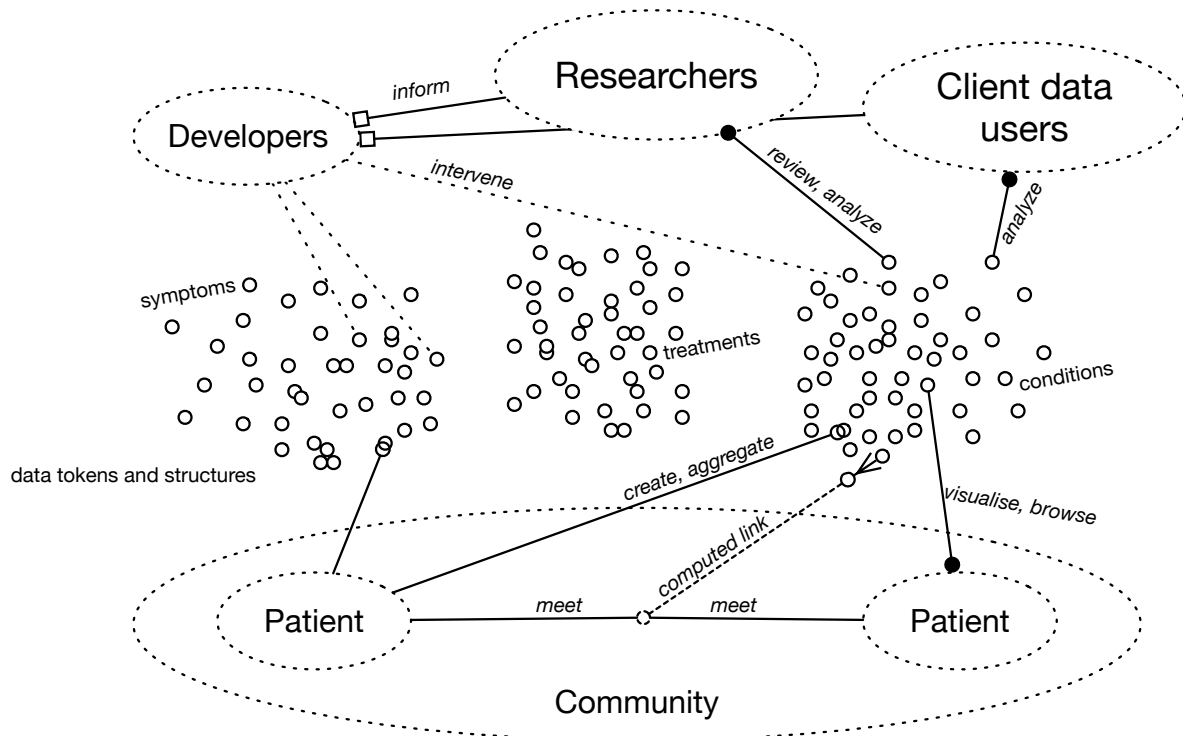 Researchers
Client data
users
inform
Developers
intervene
review, analyze
analyze
symptoms
treatments
conditions
data tokens and structures
create, aggregate
visualise, browse
computed link
Patient
meet
meet
Patient
Community